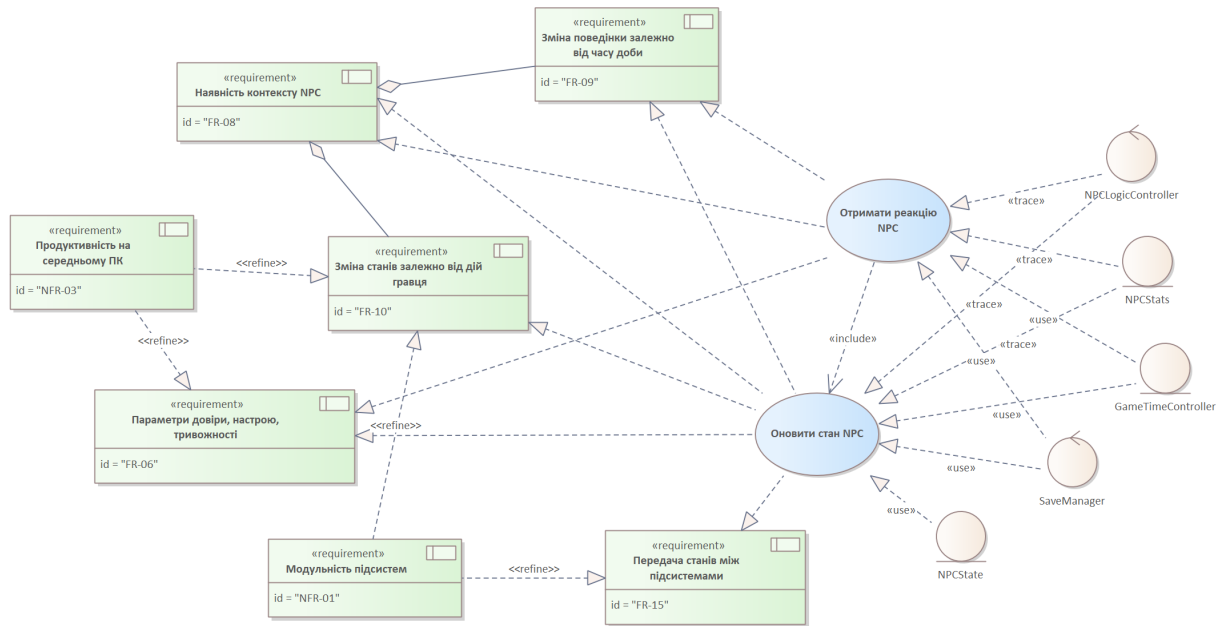 «requirement»
Зміна поведінки залежно
від часу доби
id = "FR-09"
«requirement»
Наявність контексту NPC
id = "FR-08"
NPCLogicController
«requirement»
Продуктивність на
середньому ПК
id = "NFR-03"
Отримати реакцію
NPC
«trace»
<<refine>>
«requirement»
Зміна станів залежно від дій
гравця
id = "FR-10"
«trace»
NPCStats
«trace»
«use»
<<refine>>
«include»
«trace»
«use»
GameTimeController
«requirement»
Параметри довіри, настрою,
тривожності
id = "FR-06"
<<refine>>
Оновити стан NPC
«use»
«use»
SaveManager
«use»
NPCState
«requirement»
Модульність підсистем
id = "NFR-01"
<<refine>>
«requirement»
Передача станів між
підсистемами
id = "FR-15"